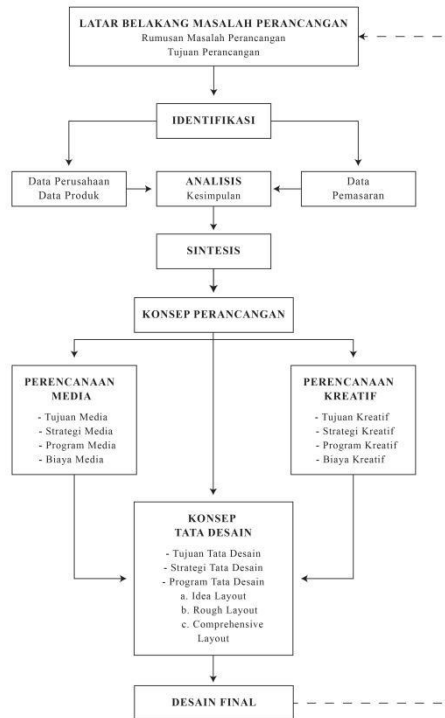 LATAR BELAKANG MASALAH PERANCANGAN
Rumusan Masalah Perancangan
Tujuan Perancangan
IDENTIFIKASI
Data Perusahaan
Data Produk
ANALISIS
Kesimpulan
Data
Pemasaran
SINTESIS
KONSEP PERANCANGAN
PERENCANAAN
MEDIA
- Tujuan Media
- Strategi Media
- Program Media
- Biaya Media
PERENCANAAN
KREATIF
- Tujuan Kreatif
- Strategi Kreatif
- Program Kreatif
- Biaya Kreatif
KONSEP
TATA DESAIN
- Tujuan Tata Desain
- Strategi Tata Desain
- Program Tata Desain
a. Idea Layout
b. Rough Layout
c. Comprehensive
Layout
DESAIN FINAL